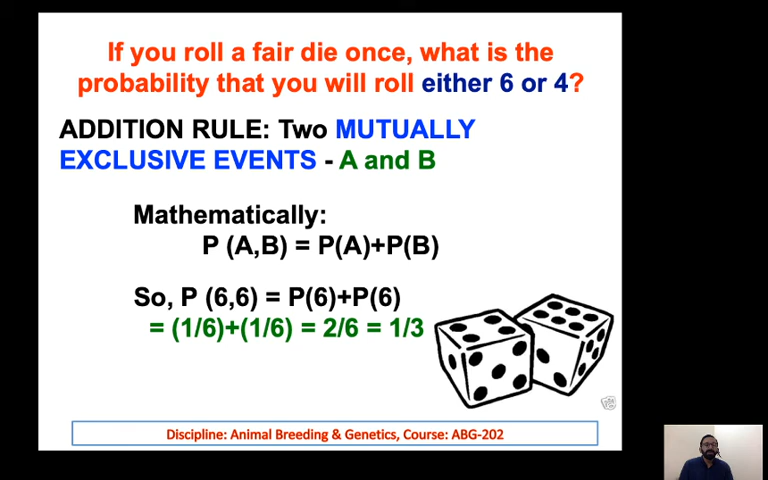 If you roll a fair die once, what is the
probability that you will roll either 6 or 4?
ADDITION RULE: Two MUTUALLY
EXCLUSIVE EVENTS - A and B
Mathematically:
P (A,B) = P(A)+P(B)
So, P (6,6) = P(6)+P(6)
= (1/6)+(1/6) = 2/6 = 1/3
Discipline: Animal Breeding & Genetics, Course: ABG-202